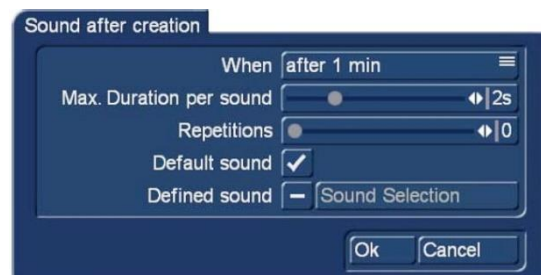 Sound after creation
When after 1 min
Max. Duration per sound 2s
Repetitions 0
Default sound
Defined sound Sound Selection
Ok Cancel